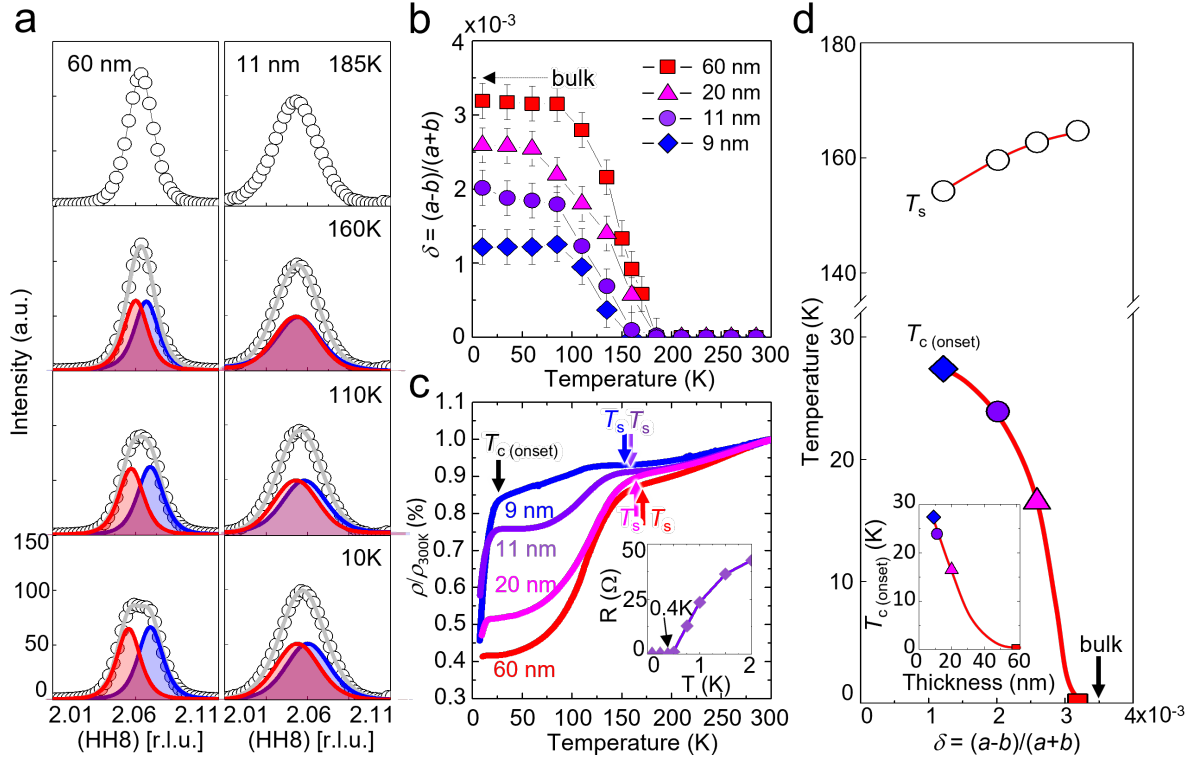 a
60 nm
11 nm
185K
160K
110K
10K
150
100
50
0
Intensity (a.u.)
2.01 2.06 2.11
2.01 2.06 2.11
(HH8) [r.l.u.]
(HH8) [r.l.u.]
b
x10⁻³
4
3
2
1
0
δ = (a-b)/(a+b)
bulk
60 nm
20 nm
11 nm
9 nm
0 50 100 150 200 250 300
Temperature (K)
c
1.1
1.0
0.9
0.8
0.7
0.6
0.5
0.4
0.3
ρ/ρ300K (%)
Tc (onset)
Ts Ts
9 nm
11 nm
20 nm
60 nm
Ts Ts
50
25
0
R (Ω)
0.4K
0 1 2
T (K)
0 50 100 150 200 250 300
Temperature (K)
d
180
160
140
30
20
10
0
Temperature (K)
Ts
Tc (onset)
30
20
10
0
Tc (onset) (K)
0 20 40 60
Thickness (nm)
bulk
0 1 2 3 4x10⁻³
δ = (a-b)/(a+b)